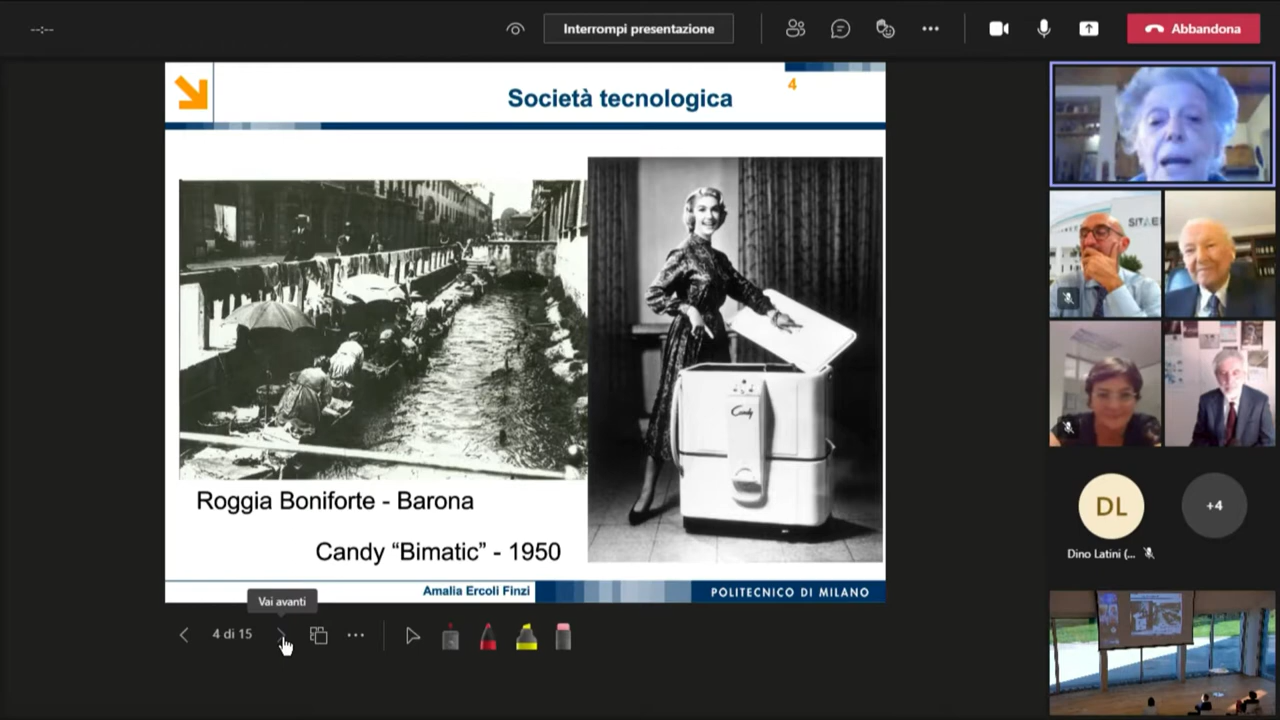 --:--
Interrompi presentazione
Abbandona
4
Società tecnologica
Candy
Roggia Boniforte - Barona
Candy “Bimatic” - 1950
Amalia Ercoli Finzi
POLITECNICO DI MILANO
Vai avanti
4 di 15
SITAEL
DL
+4
Dino Latini (...